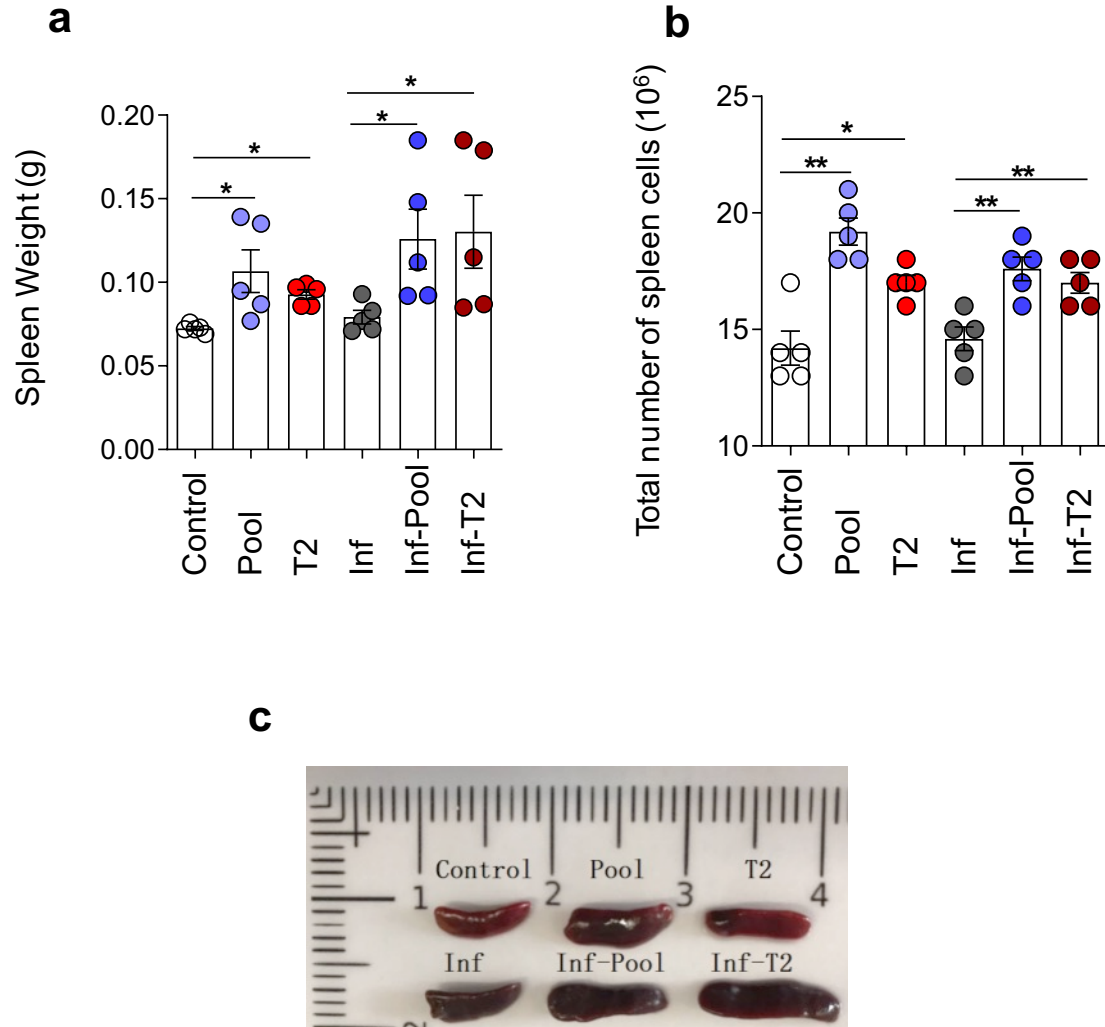 a
Spleen Weight (g)
0.20
0.15
0.10
0.05
0.00
*
*
*
*
Control
Pool
T2
Inf
Inf-Pool
Inf-T2
b
Total number of spleen cells (10⁶)
25
20
15
10
*
**
**
**
Control
Pool
T2
Inf
Inf-Pool
Inf-T2
c
Control Pool T2
1 2 3 4
Inf Inf-Pool Inf-T2